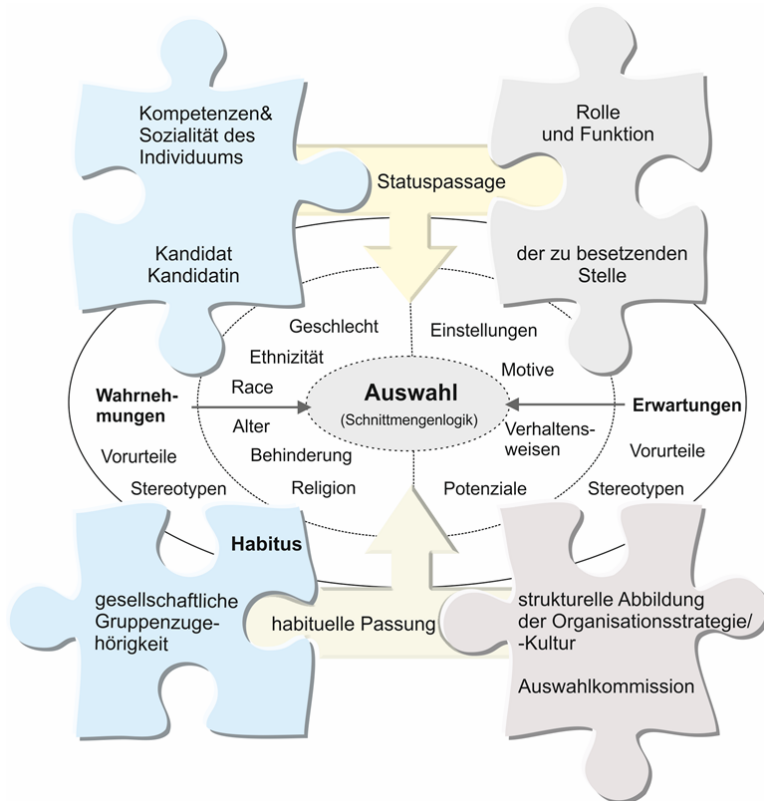 Kompetenzen&
Sozialität des
Individuums
Kandidat
Kandidatin
Statuspassage
Rolle
und Funktion
der zu besetzenden
Stelle
Geschlecht
Ethnizität
Race
Alter
Behinderung
Religion
Einstellungen
Motive
Verhaltens-
weisen
Potenziale
Auswahl
(Schnittmengenlogik)
Wahrneh-
mungen
Vorurteile
Stereotypen
Erwartungen
Vorurteile
Stereotypen
Habitus
gesellschaftliche
Gruppenzuge-
hörigkeit
habituelle Passung
strukturelle Abbildung
der Organisationsstrategie/
-Kultur
Auswahlkommission